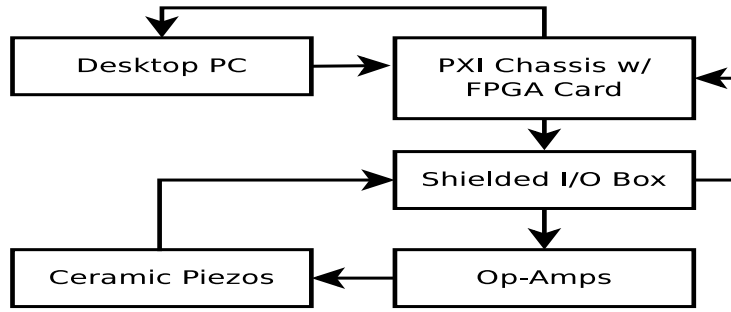 Desktop PC
PXI Chassis w/
FPGA Card
Shielded I/O Box
Ceramic Piezos
Op-Amps